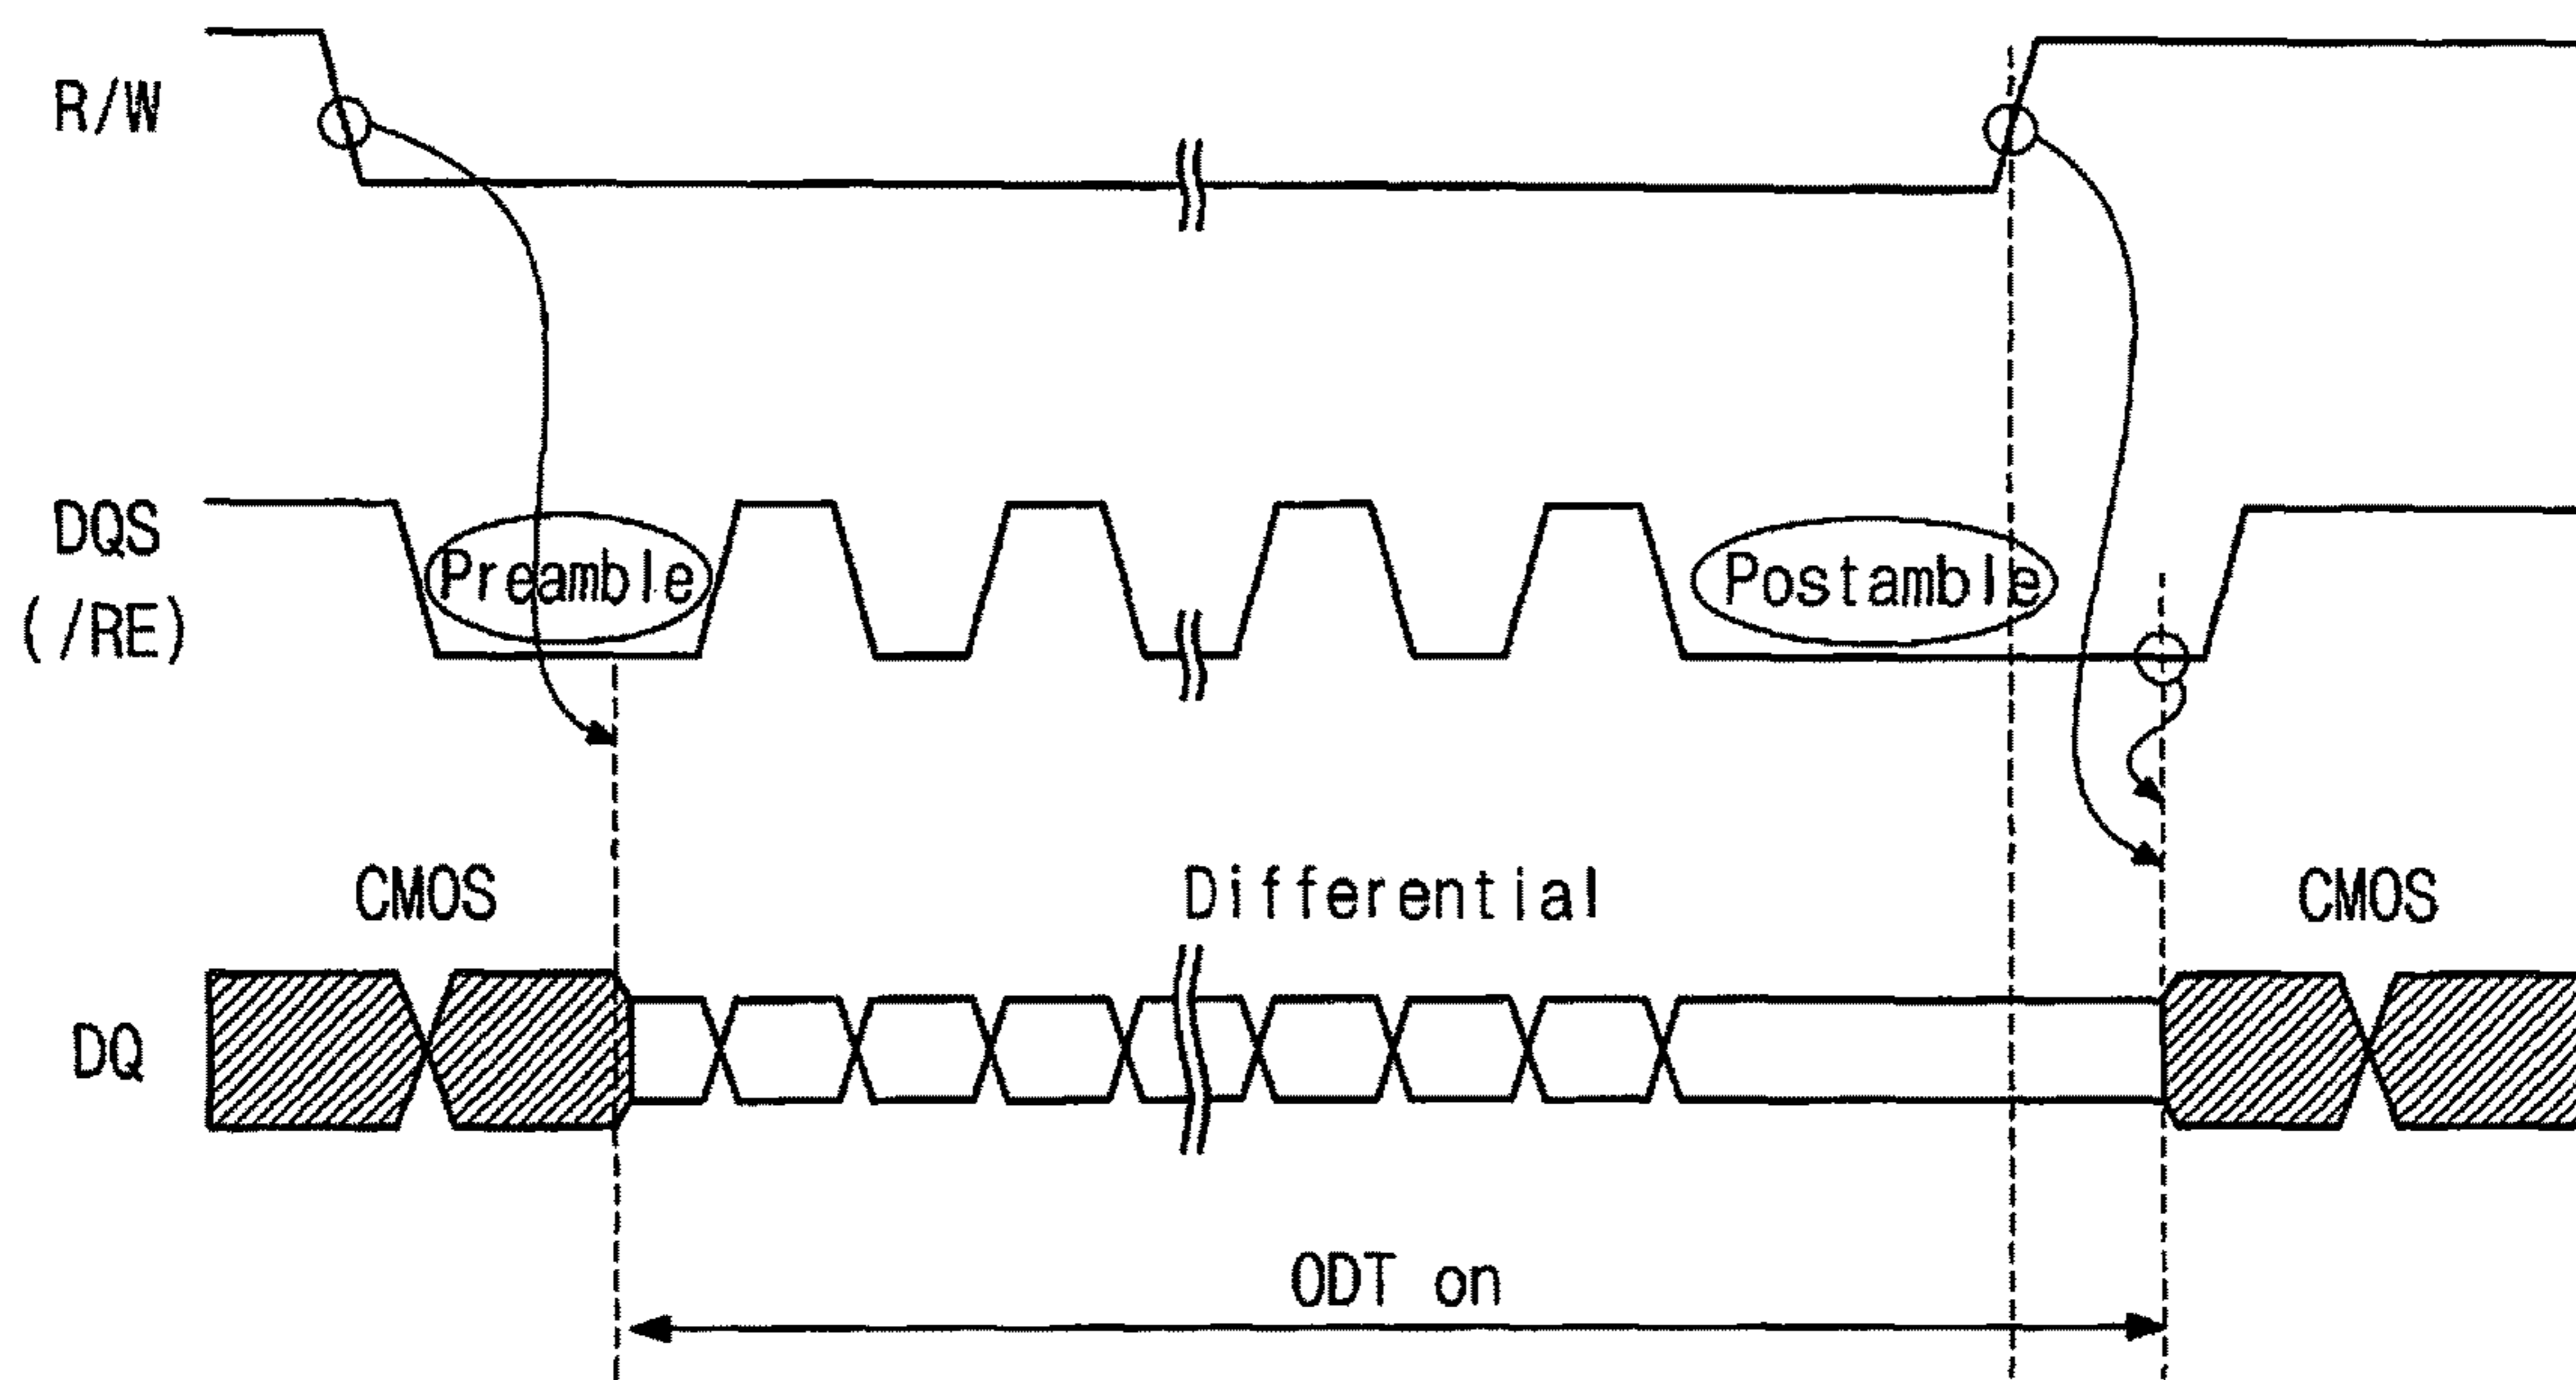 R/W
DQS
(/RE)
Preamble
Postamble
CMOS
Differential
CMOS
DQ
ODT on